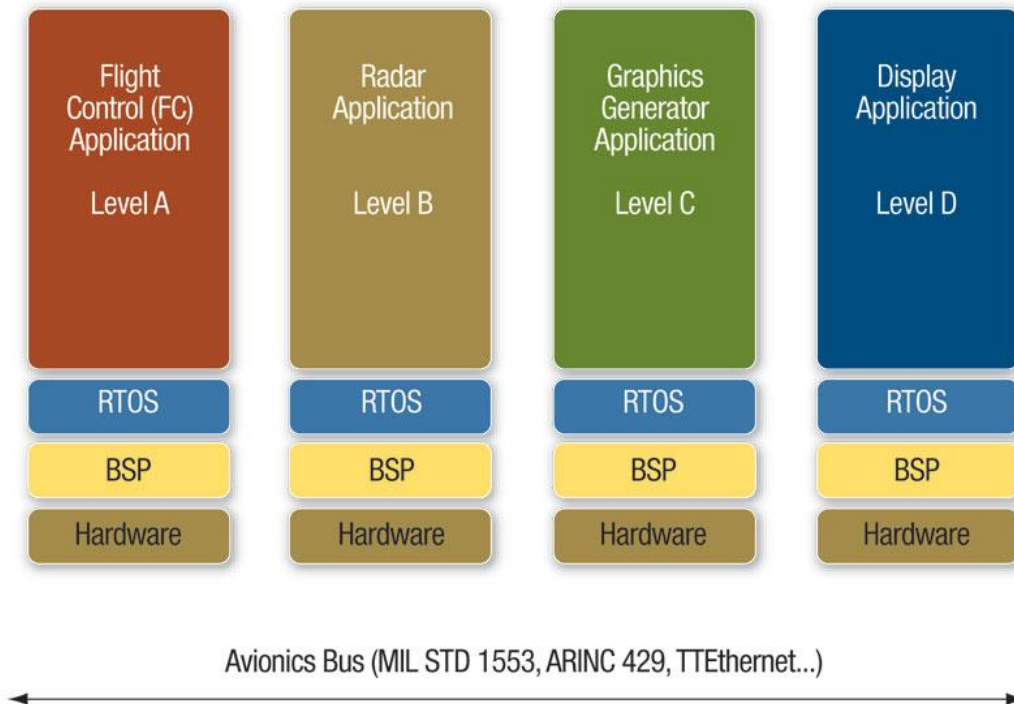 Flight
Control (FC)
Application
Level A
Radar
Application
Level B
Graphics
Generator
Application
Level C
Display
Application
Level D
RTOS
RTOS
RTOS
RTOS
BSP
BSP
BSP
BSP
Hardware
Hardware
Hardware
Hardware
Avionics Bus (MIL STD 1553, ARINC 429, TTEthernet...)